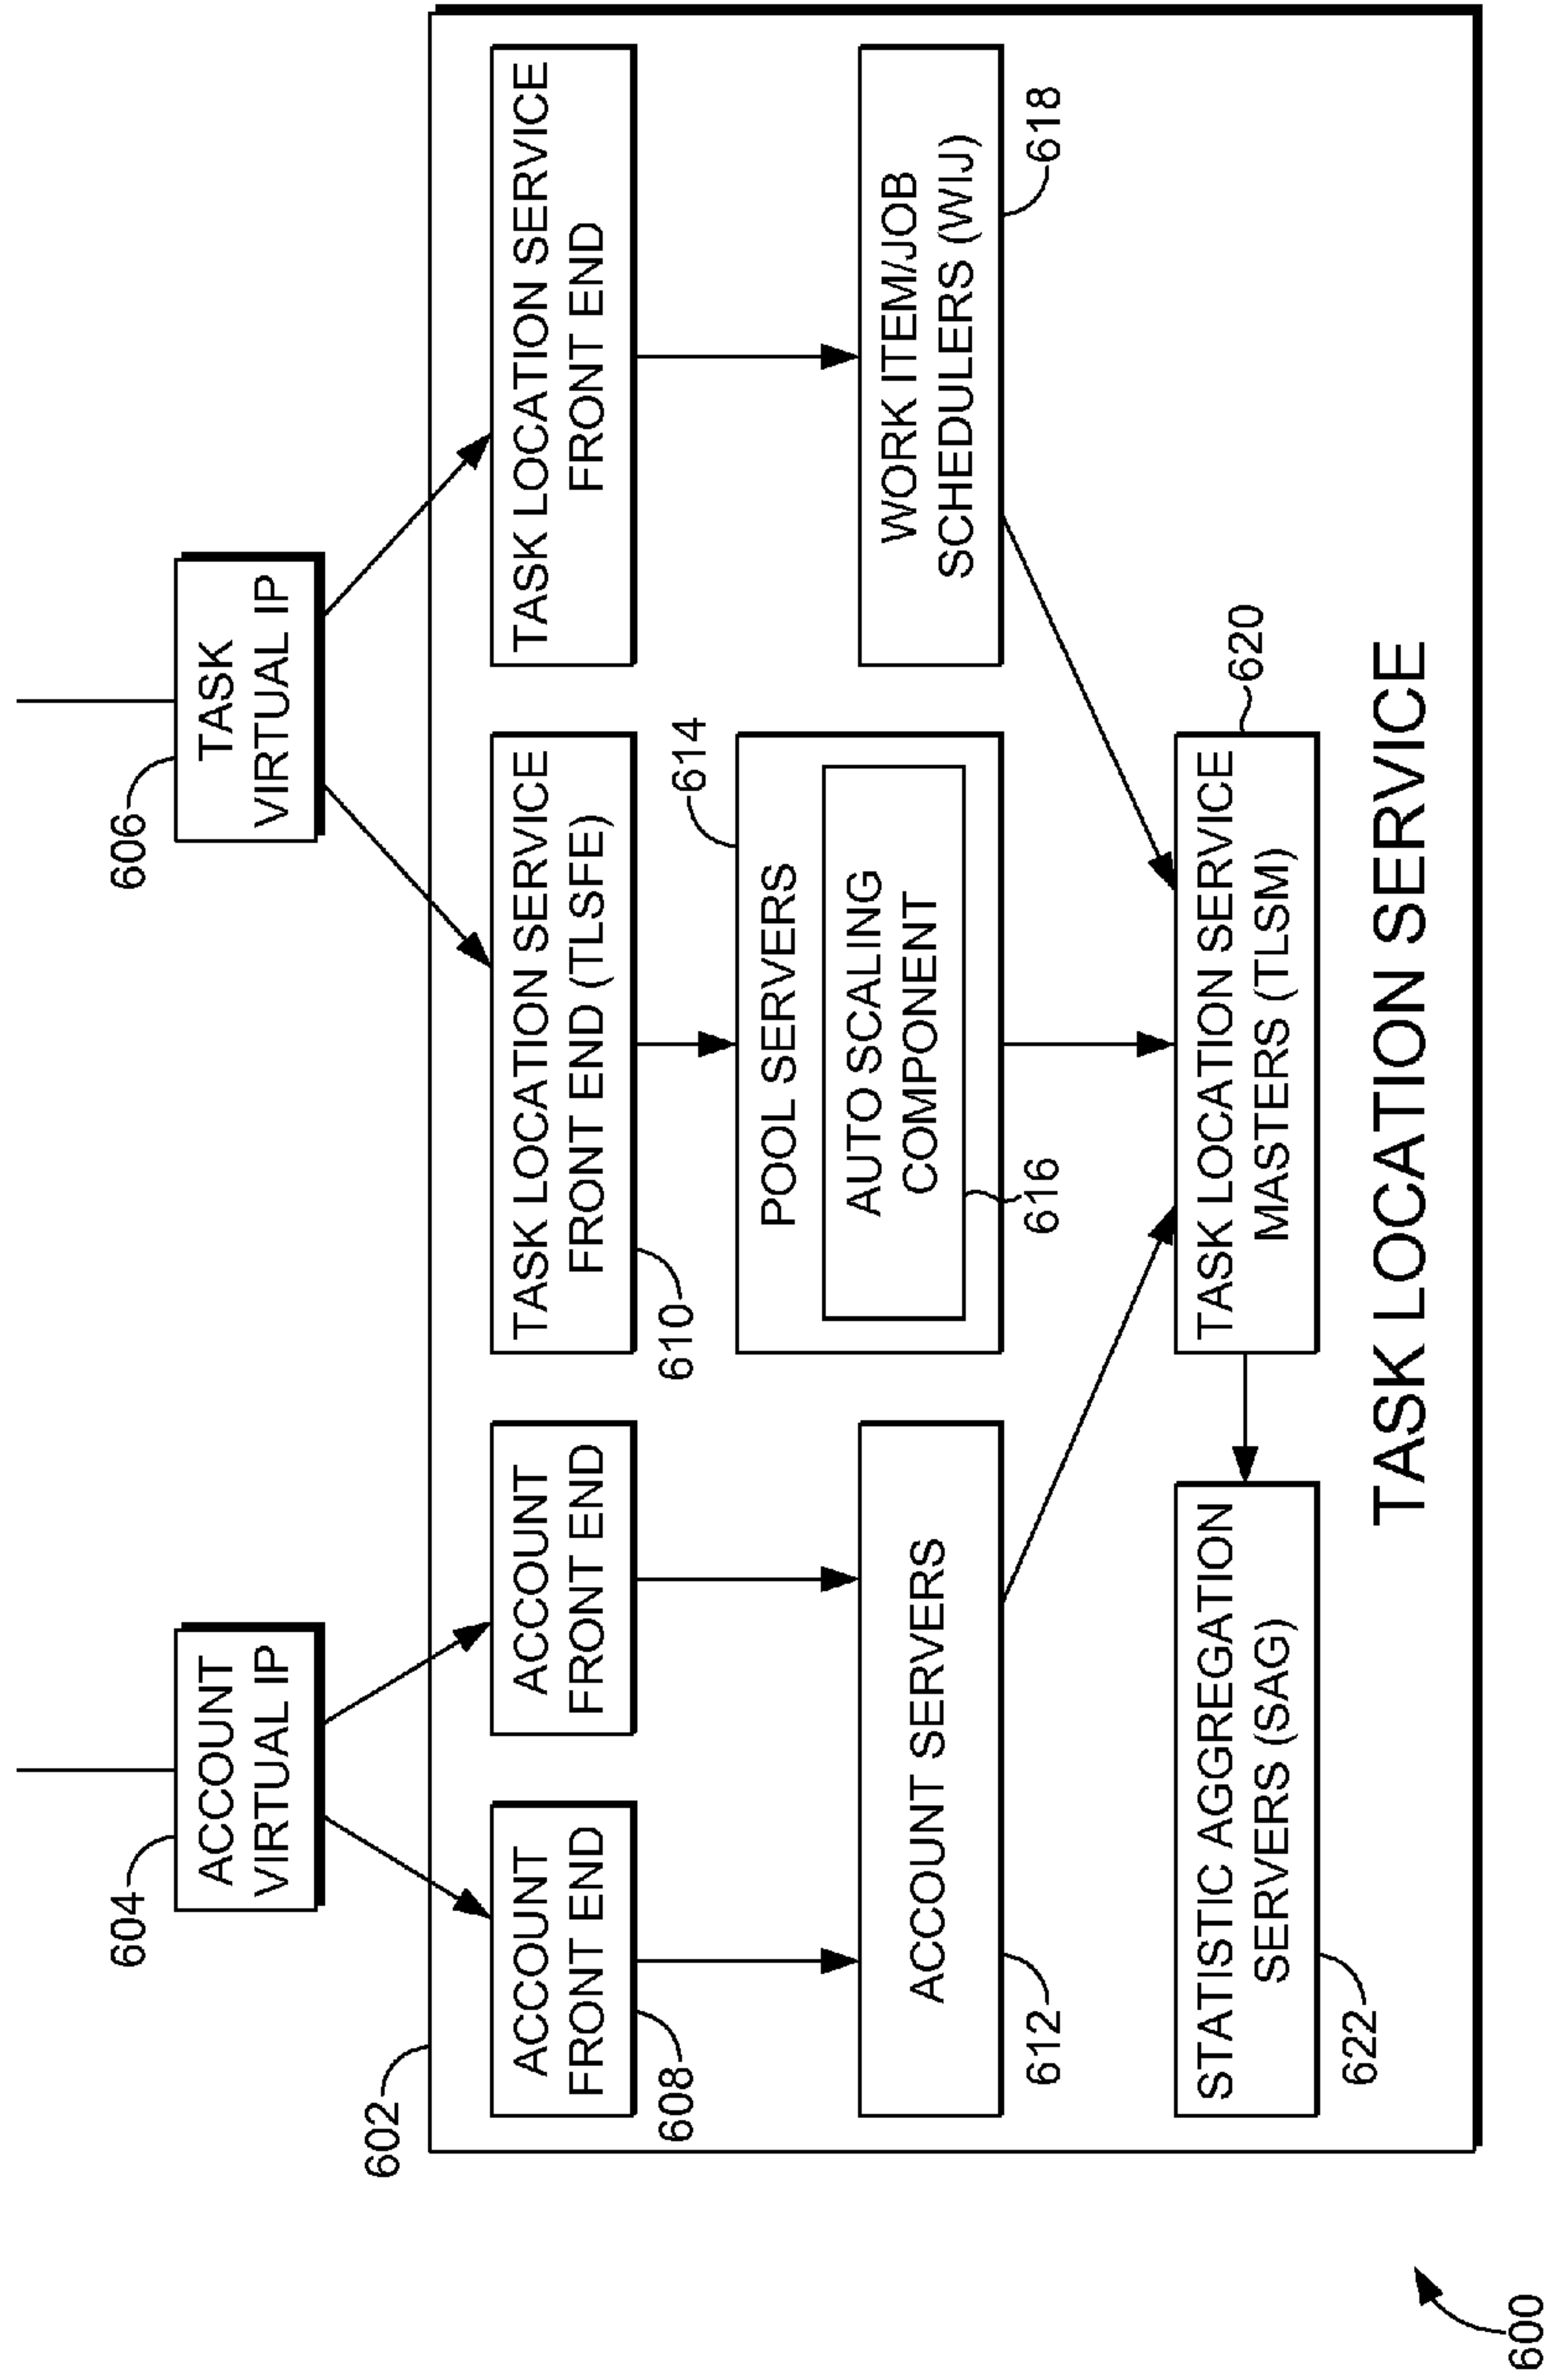 604
ACCOUNT
VIRTUAL IP
606
TASK
VIRTUAL IP
602
ACCOUNT
FRONT END
608
ACCOUNT
FRONT END
TASK LOCATION SERVICE
FRONT END (TLSFE)
610
TASK LOCATION SERVICE
FRONT END
614
POOL SERVERS
AUTO SCALING
COMPONENT
616
ACCOUNT SERVERS
612
WORK ITEM/JOB
SCHEDULERS (WIJ)
618
STATISTIC AGGREGATION
SERVERS (SAG)
622
TASK LOCATION SERVICE
MASTERS (TLSM)
620
TASK LOCATION SERVICE
600